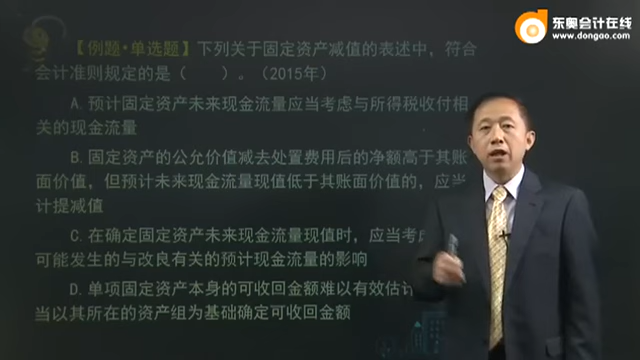 东奥会计在线
www.dongao.com
【例题·单选题】下列关于固定资产减值的表述中，符合
会计准则规定的是（　　）。（2015年）
A. 预计固定资产未来现金流量应当考虑与所得税收付相
关的现金流量
B. 固定资产的公允价值减去处置费用后的净额高于其账
面价值，但预计未来现金流量现值低于其账面价值的，应当
计提减值
C. 在确定固定资产未来现金流量现值时，应当考
可能发生的与改良有关的预计现金流量的影响
D. 单项固定资产本身的可收回金额难以有效估计
当以其所在的资产组为基础确定可收回金额